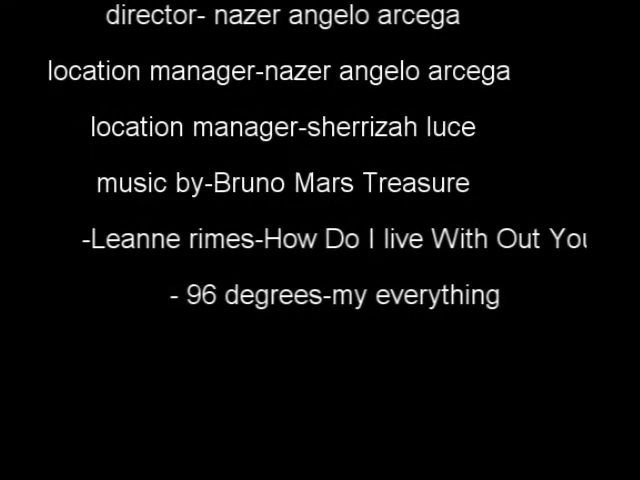 director- nazer angelo arcega
location manager-nazer angelo arcega
location manager-sherrizah luce
music by-Bruno Mars Treasure
-Leanne rimes-How Do I live With Out You
- 96 degrees-my everything